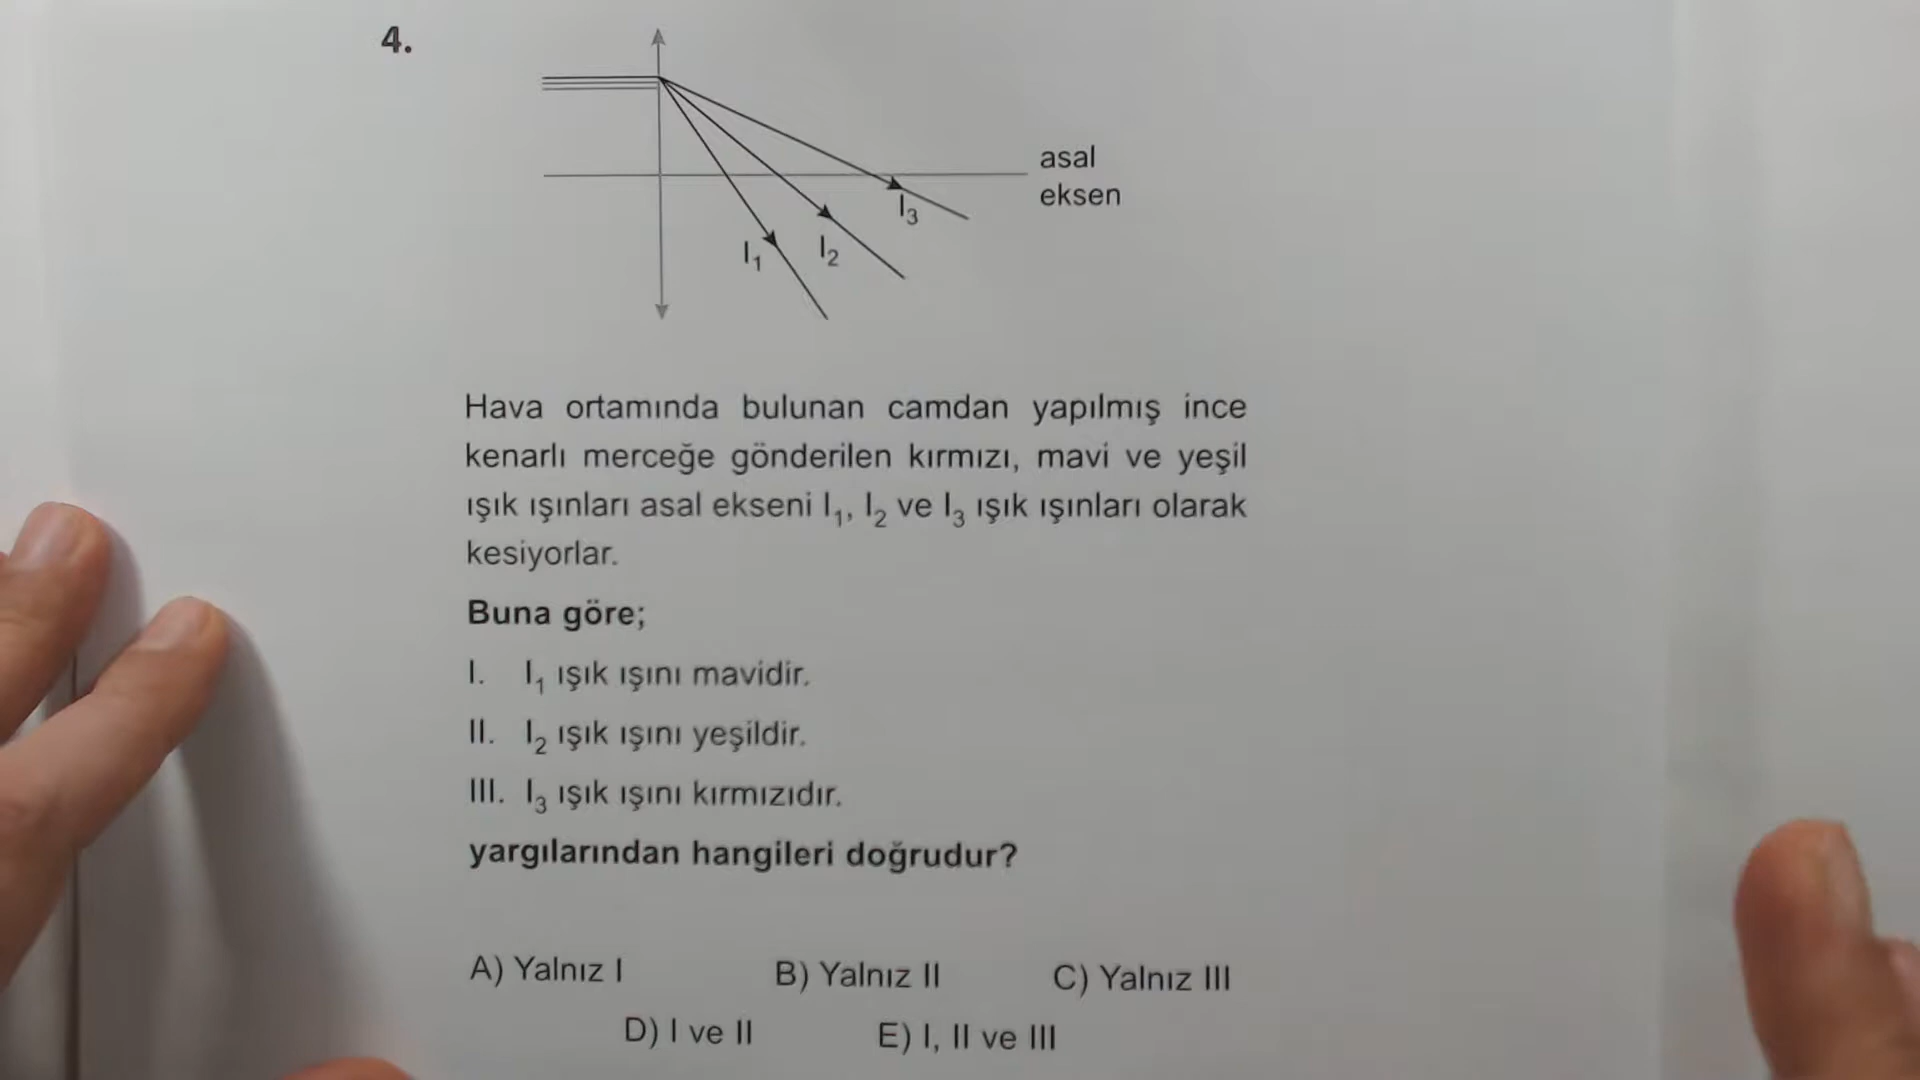 4.
asal
eksen
I₁
I₂
I₃
Hava ortamında bulunan camdan yapılmış ince
kenarlı merceğe gönderilen kırmızı, mavi ve yeşil
ışık ışınları asal ekseni I₁, I₂ ve I₃ ışık ışınları olarak
kesiyorlar.
Buna göre;
I. I₁ ışık ışını mavidir.
II. I₂ ışık ışını yeşildir.
III. I₃ ışık ışını kırmızıdır.
yargılarından hangileri doğrudur?
A) Yalnız I B) Yalnız II C) Yalnız III
D) I ve II E) I, II ve III